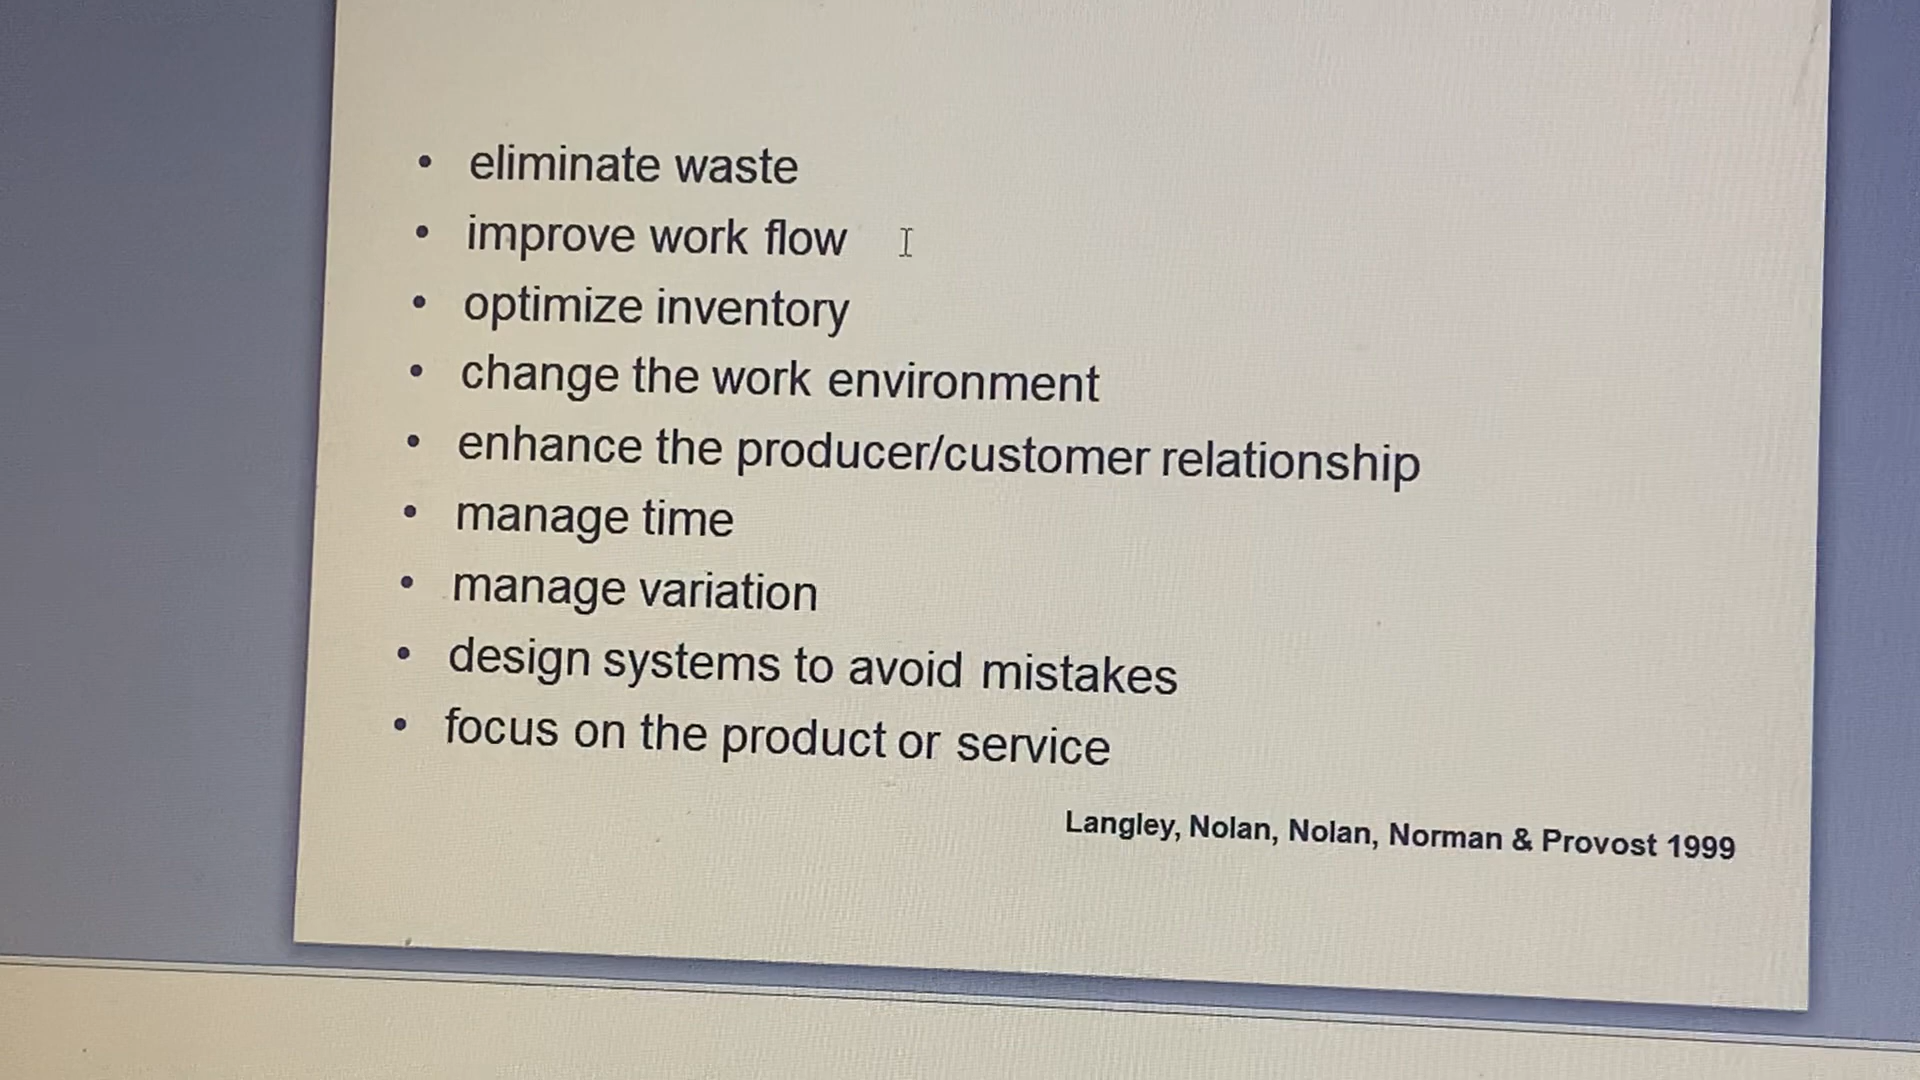 • eliminate waste
• improve work flow
• optimize inventory
• change the work environment
• enhance the producer/customer relationship
• manage time
• manage variation
• design systems to avoid mistakes
• focus on the product or service
Langley, Nolan, Nolan, Norman & Provost 1999